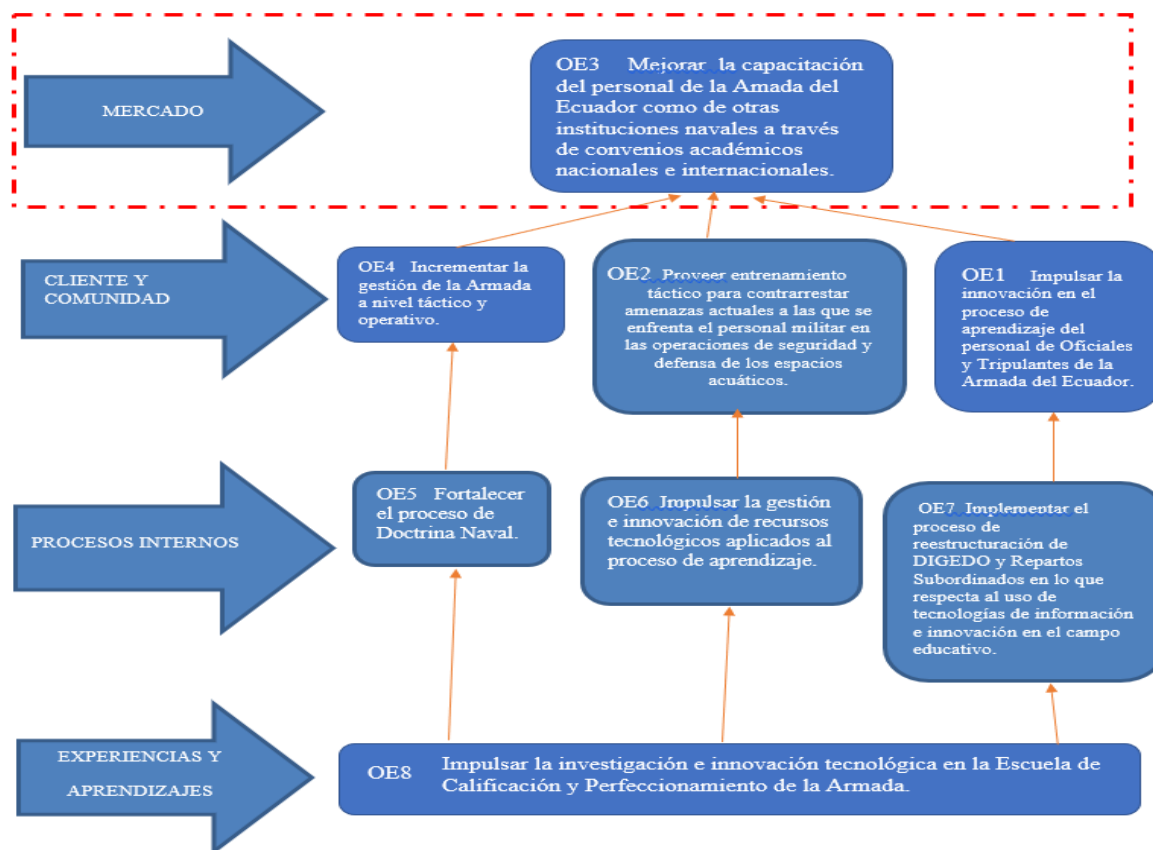 MERCADO
OE3 Mejorar la capacitación
del personal de la Amada del
Ecuador como de otras
instituciones navales a través
de convenios académicos
nacionales e internacionales.
CLIENTE Y
COMUNIDAD
OE4 Incrementar la
gestión de la Armada
a nivel táctico y
operativo.
OE2 Proveer entrenamiento
táctico para contrarrestar
amenazas actuales a las que se
enfrenta el personal militar en
las operaciones de seguridad y
defensa de los espacios
acuáticos.
OE1 Impulsar la
innovación en el
proceso de
aprendizaje del
personal de Oficiales
y Tripulantes de la
Armada del Ecuador.
PROCESOS INTERNOS
OE5 Fortalecer
el proceso de
Doctrina Naval.
OE6 Impulsar la gestión
e innovación de recursos
tecnológicos aplicados al
proceso de aprendizaje.
OE7 Implementar el
proceso de
reestructuración de
DIGEDO y Repartos
Subordinados en lo que
respecta al uso de
tecnologías de información
e innovación en el campo
educativo.
EXPERIENCIAS Y
APRENDIZAJES
OE8 Impulsar la investigación e innovación tecnológica en la Escuela de
Calificación y Perfeccionamiento de la Armada.